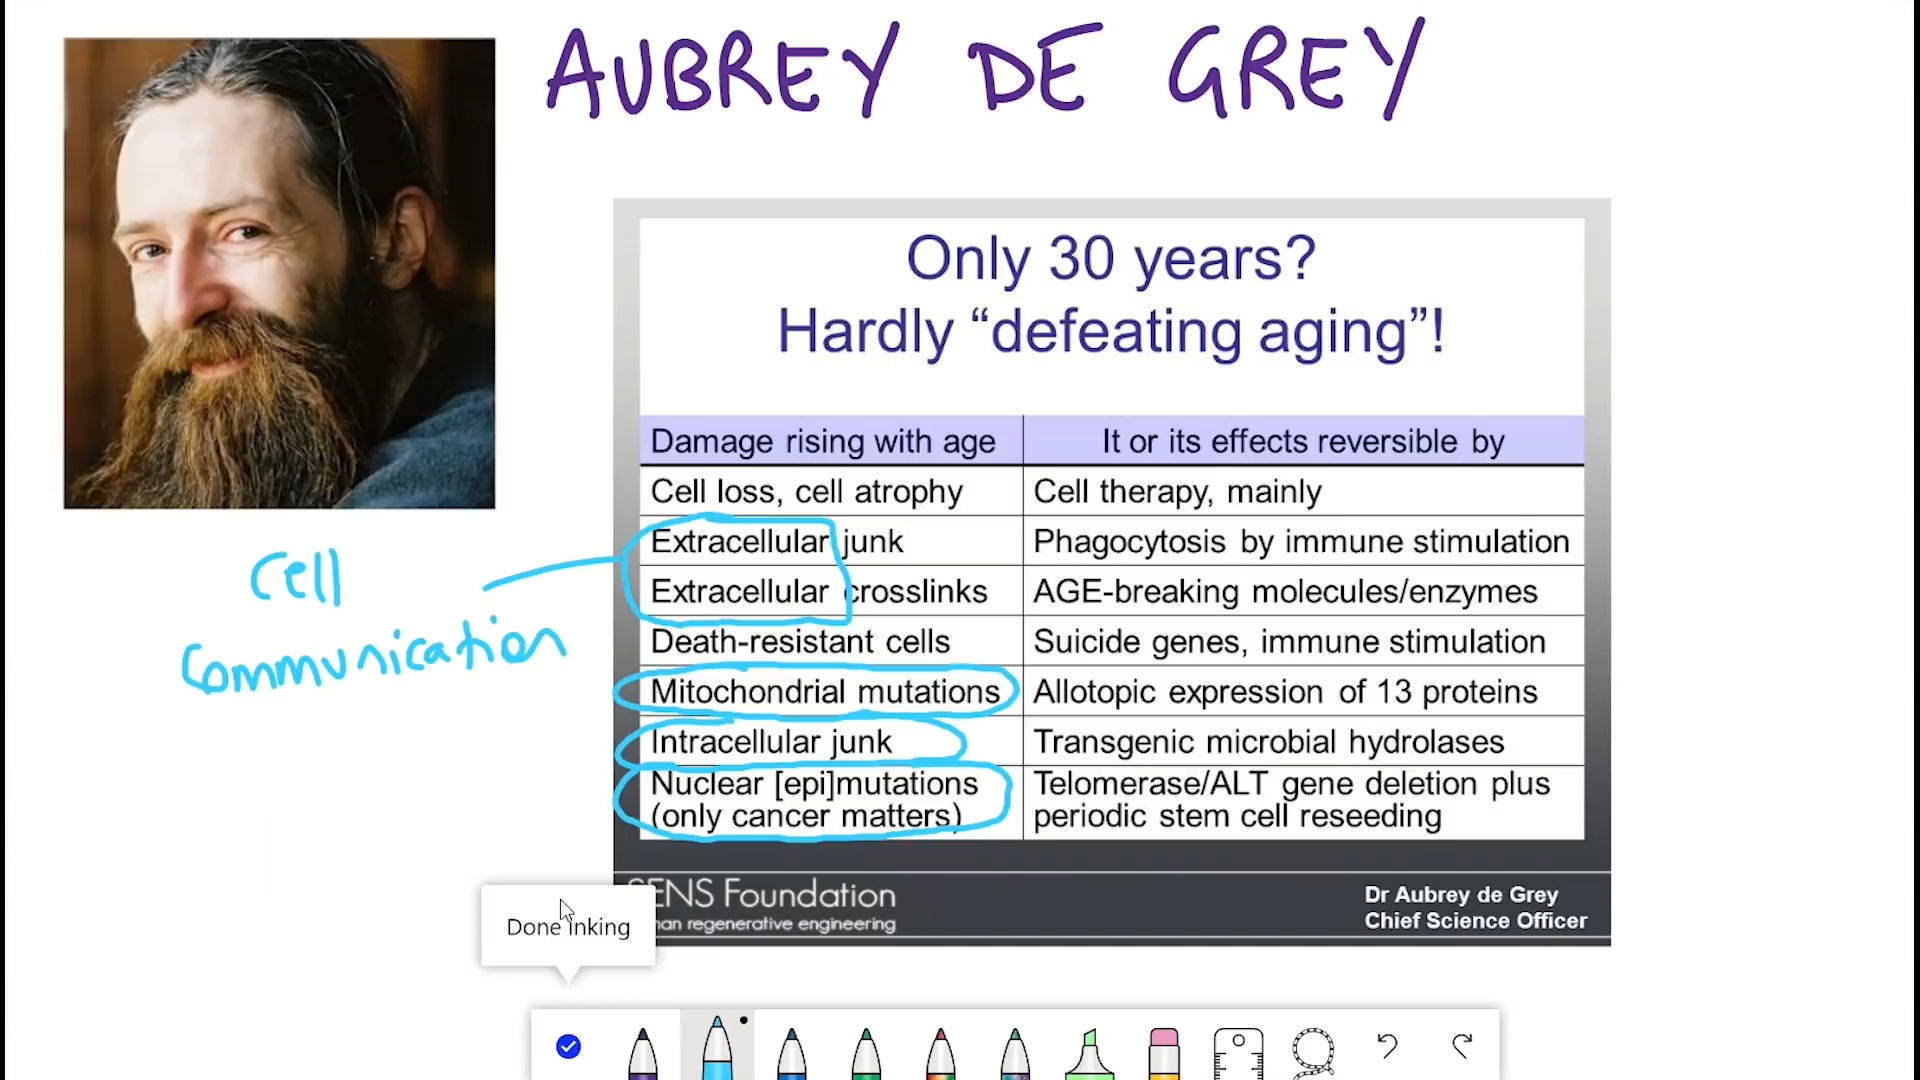 AUBREY DE GREY
Only 30 years?
Hardly “defeating aging”!
Damage rising with age
It or its effects reversible by
Cell loss, cell atrophy
Cell therapy, mainly
Extracellular junk
Phagocytosis by immune stimulation
Extracellular crosslinks
AGE-breaking molecules/enzymes
Death-resistant cells
Suicide genes, immune stimulation
Mitochondrial mutations
Allotopic expression of 13 proteins
Intracellular junk
Transgenic microbial hydrolases
Nuclear [epi]mutations
(only cancer matters)
Telomerase/ALT gene deletion plus
periodic stem cell reseeding
Cell
communication
SENS Foundation
regenerative engineering
Dr Aubrey de Grey
Chief Science Officer
Done inking